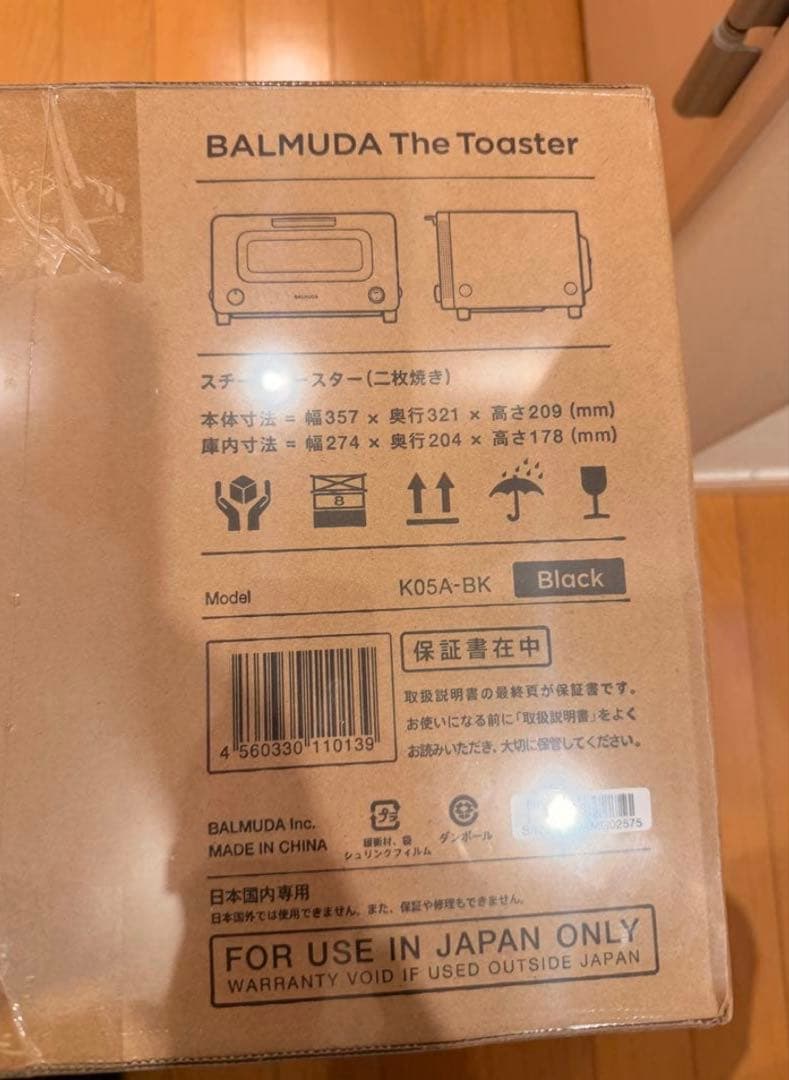 BALMUDA The Toaster
BALMUDA
スチ スター(二枚焼き)
本体寸法 = 幅357 × 奥行321 × 高さ209 (mm)
庫内寸法 = 幅274 × 奥行204 × 高さ178 (mm)
8
Model K05A-BK Black
保証書在中
取扱説明書の最終頁が保証書です。
お使いになる前に「取扱説明書」をよく
お読みいただき、大切に保管してください。
4 560330 110139
BALMUDA Inc.
MADE IN CHINA
プラ
緩衝材、袋
シュリングフィルム
ダンボール
02575
日本国内専用
日本国外では使用できません。また、保証や修理もできません。
FOR USE IN JAPAN ONLY
WARRANTY VOID IF USED OUTSIDE JAPAN